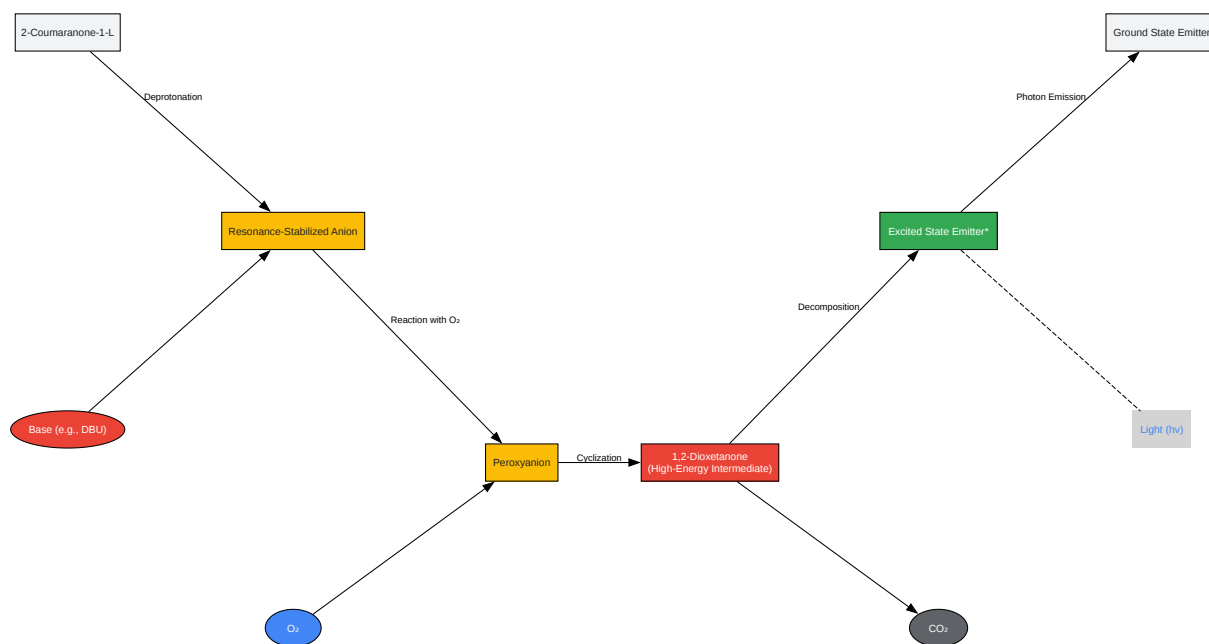 2-Coumaranone-1-L
Ground State Emitter
Deprotonation
Photon Emission
Resonance-Stabilized Anion
Excited State Emitter*
Decomposition
Reaction with O₂
Base (e.g., DBU)
Light (hν)
Peroxyanion
Cyclization
1,2-Dioxetanone
(High-Energy Intermediate)
O₂
CO₂